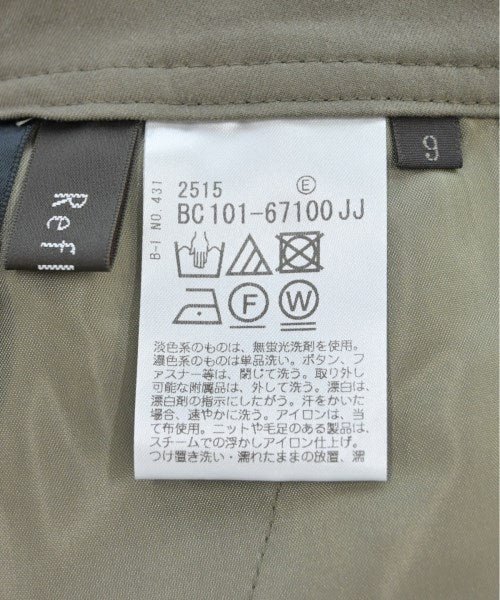 Refl
B-1 NO.431
2515 E
BC101-67100JJ
F W
淡色系のものは、無蛍光洗剤を使用。
濃色系のものは単品洗い。ボタン、フ
ァスナー等は、閉じて洗う。取り外し
可能な附属品は、外して洗う。漂白は、
漂白剤の指示にしたがう。汗をかいた
場合、速やかに洗う。アイロンは、当
て布使用。ニットや毛足のある製品は、
スチームでの浮かしアイロン仕上げ。
つけ置き洗い・濡れたままの放置、濡
9